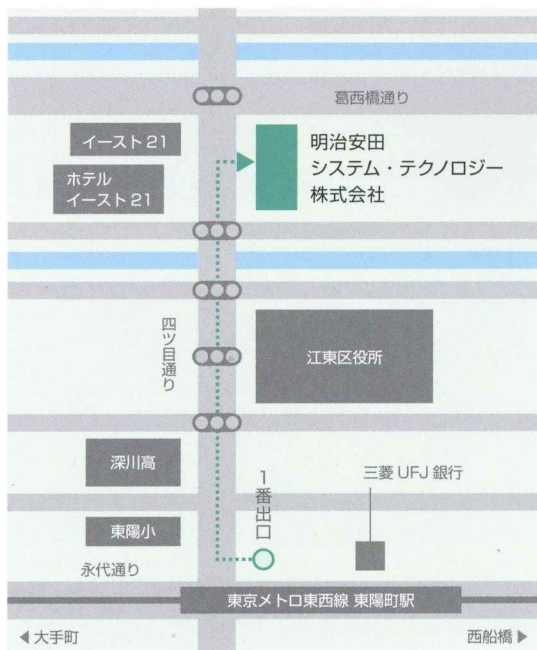 葛西橋通り
イースト21
ホテル
イースト21
明治安田
システム・テクノロジー
株式会社
四ツ目通り
江東区役所
深川高
1番出口
三菱UFJ銀行
東陽小
永代通り
東京メトロ東西線 東陽町駅
◀大手町
西船橋▶